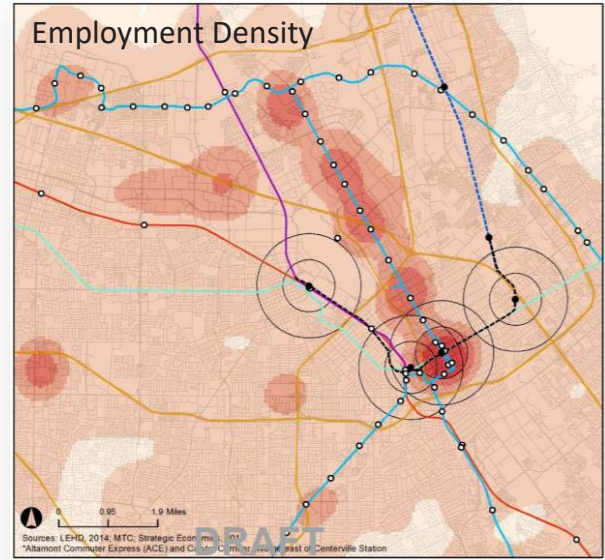 Employment Density
0 0.95 1.9 Miles
Sources: LEHD, 2014; MTC; Strategic
*Altamont Commuter Express (ACE) and of Centerville Station
DRAFT